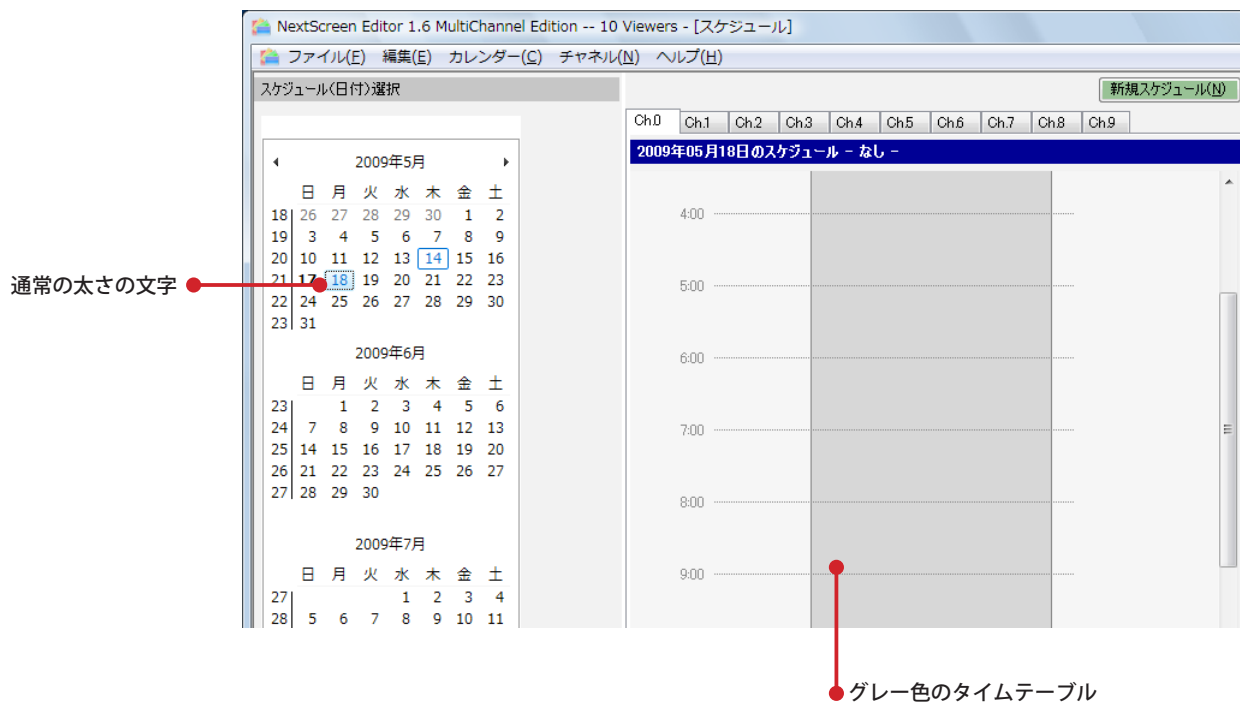 NextScreen Editor 1.6 MultiChannel Edition -- 10 Viewers - [スケジュール]
ファイル(F) 編集(E) カレンダー(C) チャネル(N) ヘルプ(H)
スケジュール(日付)選択
新規スケジュール(N)
Ch.0 Ch.1 Ch.2 Ch.3 Ch.4 Ch.5 Ch.6 Ch.7 Ch.8 Ch.9
2009年05月18日のスケジュール - なし -
2009年5月
日 月 火 水 木 金 土
18 26 27 28 29 30 1 2
19 3 4 5 6 7 8 9
20 10 11 12 13 14 15 16
21 17 18 19 20 21 22 23
22 24 25 26 27 28 29 30
23 31
2009年6月
日 月 火 水 木 金 土
23 1 2 3 4 5 6
24 7 8 9 10 11 12 13
25 14 15 16 17 18 19 20
26 21 22 23 24 25 26 27
27 28 29 30
2009年7月
日 月 火 水 木 金 土
27 1 2 3 4
28 5 6 7 8 9 10 11
4:00
5:00
6:00
7:00
8:00
9:00
通常の太さの文字
グレー色のタイムテーブル